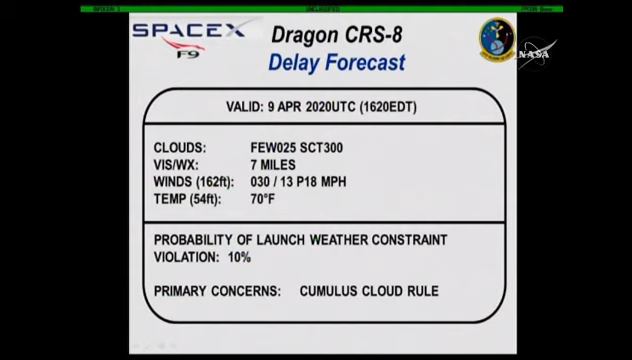 UNCLASSIFIED
SPACEX
F9
Dragon CRS-8
Delay Forecast
NASA
VALID: 9 APR 2020UTC (1620EDT)
CLOUDS: FEW025 SCT300
VIS/WX: 7 MILES
WINDS (162ft): 030 / 13 P18 MPH
TEMP (54ft): 70°F
PROBABILITY OF LAUNCH WEATHER CONSTRAINT
VIOLATION: 10%
PRIMARY CONCERNS: CUMULUS CLOUD RULE